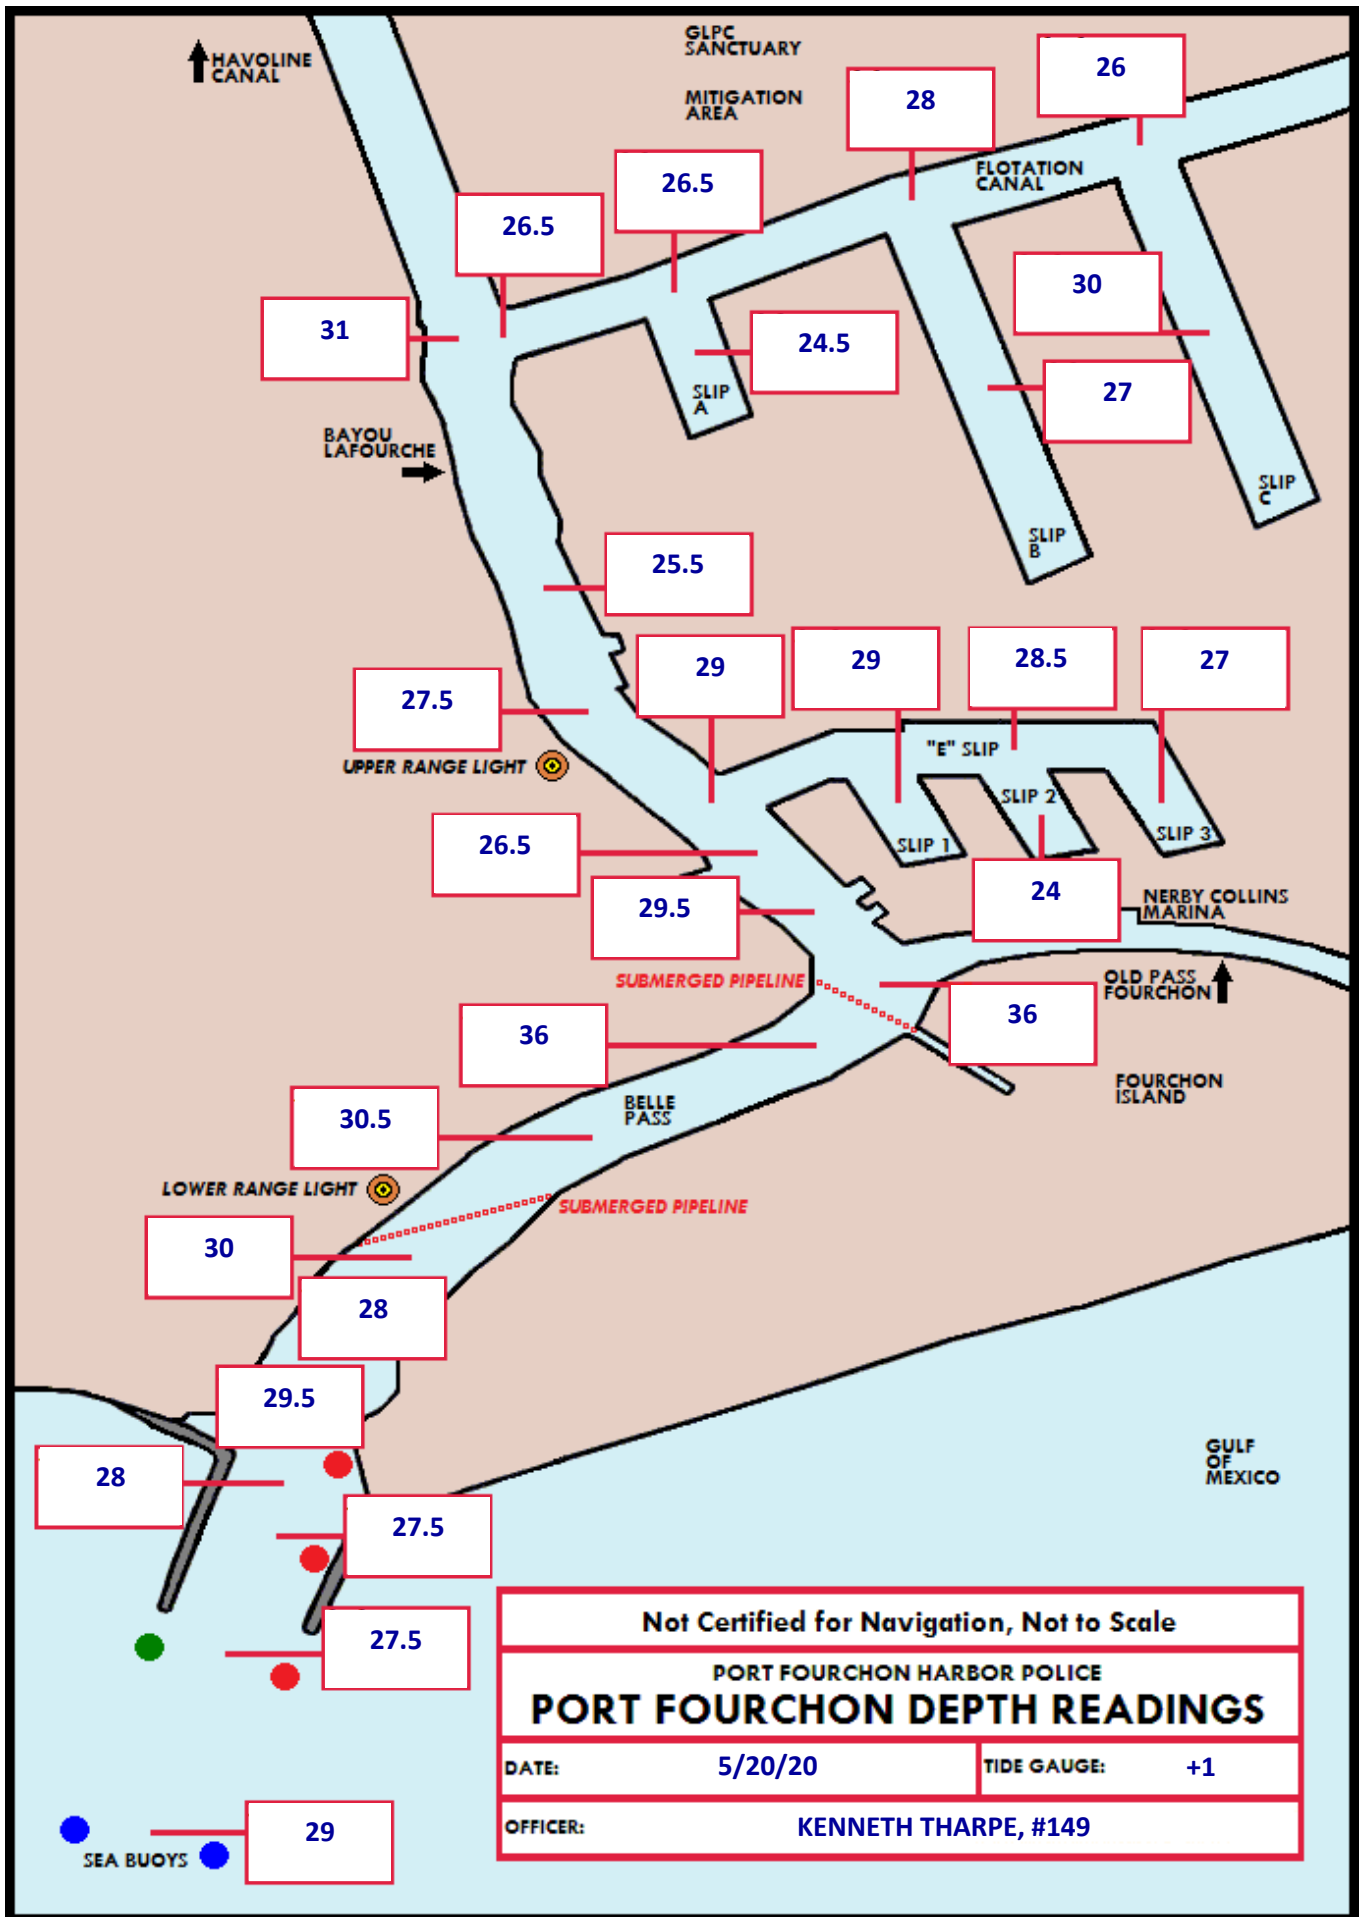 GLPC
SANCTUARY
HAVOLINE
CANAL
26
28
MITIGATION
AREA
FLOTATION
CANAL
26.5
26.5
30
31
24.5
27
SLIP
A
BAYOU
LAFOURCHE
SLIP
C
SLIP
B
25.5
29
29
28.5
27
27.5
"E" SLIP
UPPER RANGE LIGHT
SLIP 2
26.5
SLIP 1
SLIP 3
24
29.5
NERBY COLLINS
MARINA
SUBMERGED PIPELINE
OLD PASS
FOURCHON
36
36
FOURCHON
ISLAND
BELLE
PASS
30.5
LOWER RANGE LIGHT
SUBMERGED PIPELINE
30
28
29.5
GULF
OF
MEXICO
28
27.5
27.5
Not Certified for Navigation, Not to Scale
PORT FOURCHON HARBOR POLICE
PORT FOURCHON DEPTH READINGS
DATE: 5/20/20 TIDE GAUGE: +1
OFFICER: KENNETH THARPE, #149
29
SEA BUOYS